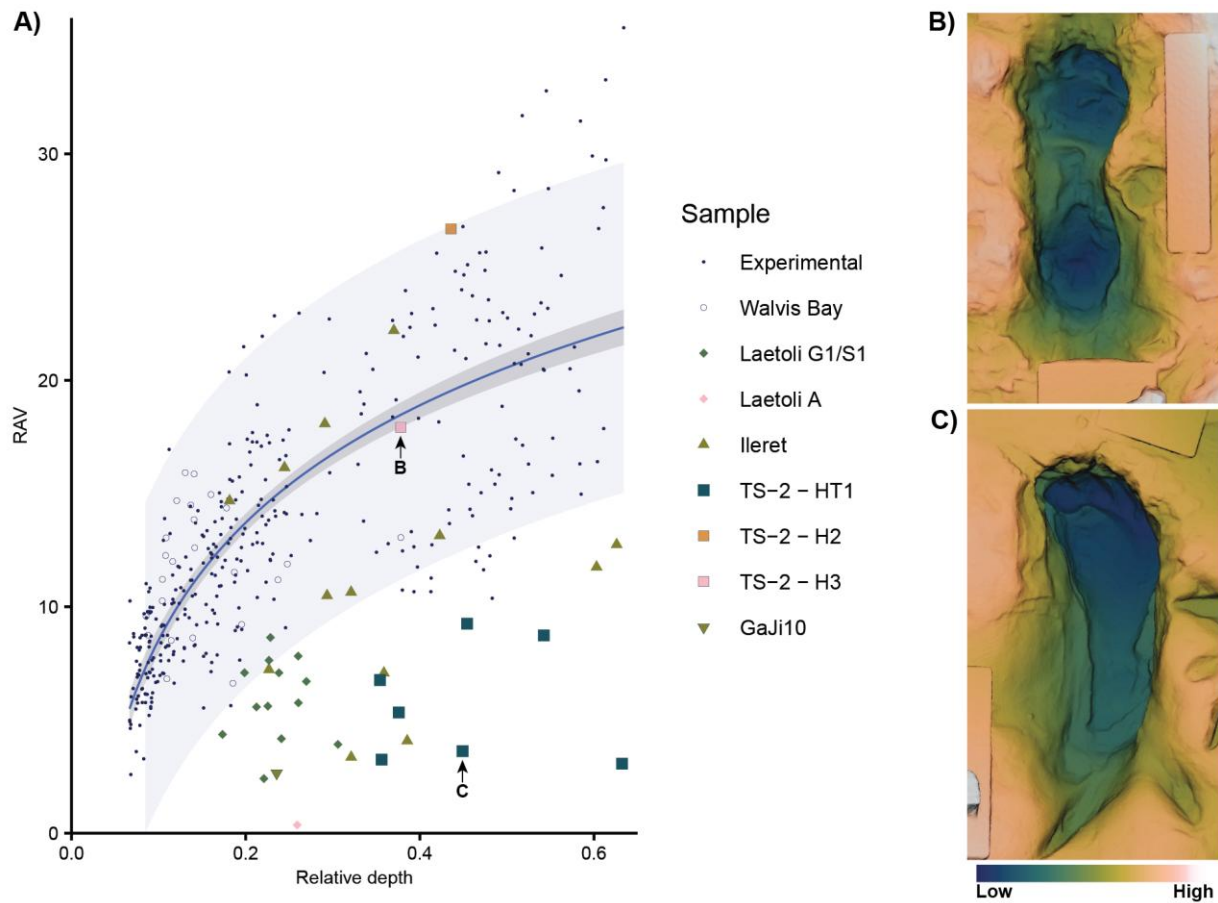 A)
B)
30
20
10
0
RAV
0.0
0.2
0.4
0.6
Relative depth
B
C
Sample
Experimental
Walvis Bay
Laetoli G1/S1
Laetoli A
Ileret
TS−2 − HT1
TS−2 − H2
TS−2 − H3
GaJi10
C)
Low High